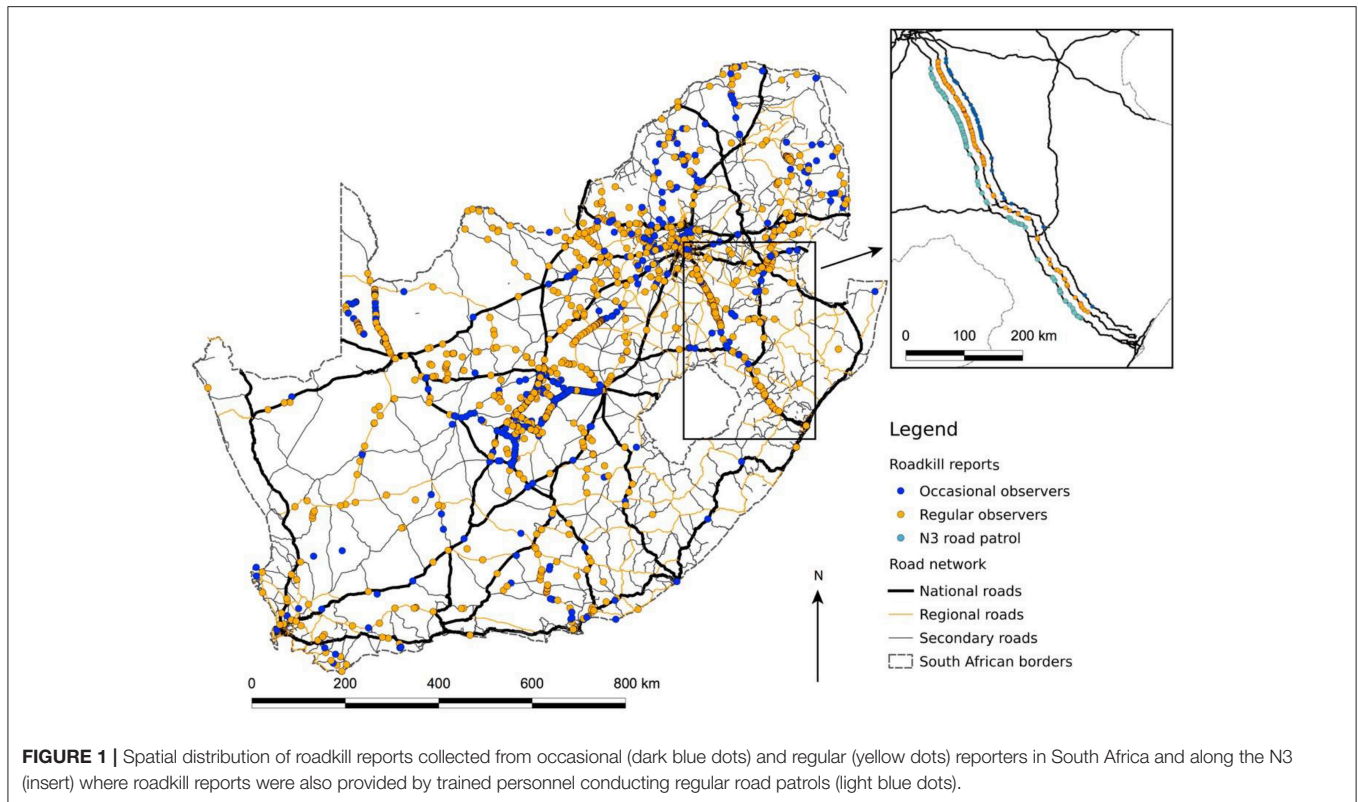 0 100 200 km
Legend
Roadkill reports
Occasional observers
Regular observers
N3 road patrol
Road network
National roads
Regional roads
Secondary roads
South African borders
N
0 200 400 600 800 km
FIGURE 1 | Spatial distribution of roadkill reports collected from occasional (dark blue dots) and regular (yellow dots) reporters in South Africa and along the N3
(insert) where roadkill reports were also provided by trained personnel conducting regular road patrols (light blue dots).